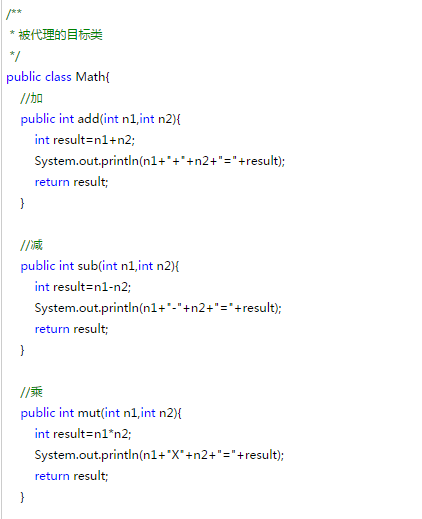 /**
* 被代理的目标类
*/
public class Math{
//加
public int add(int n1,int n2){
int result=n1+n2;
System.out.println(n1+"+"+n2+"="+result);
return result;
}
//减
public int sub(int n1,int n2){
int result=n1-n2;
System.out.println(n1+"-"+n2+"="+result);
return result;
}
//乘
public int mut(int n1,int n2){
int result=n1*n2;
System.out.println(n1+"X"+n2+"="+result);
return result;
}